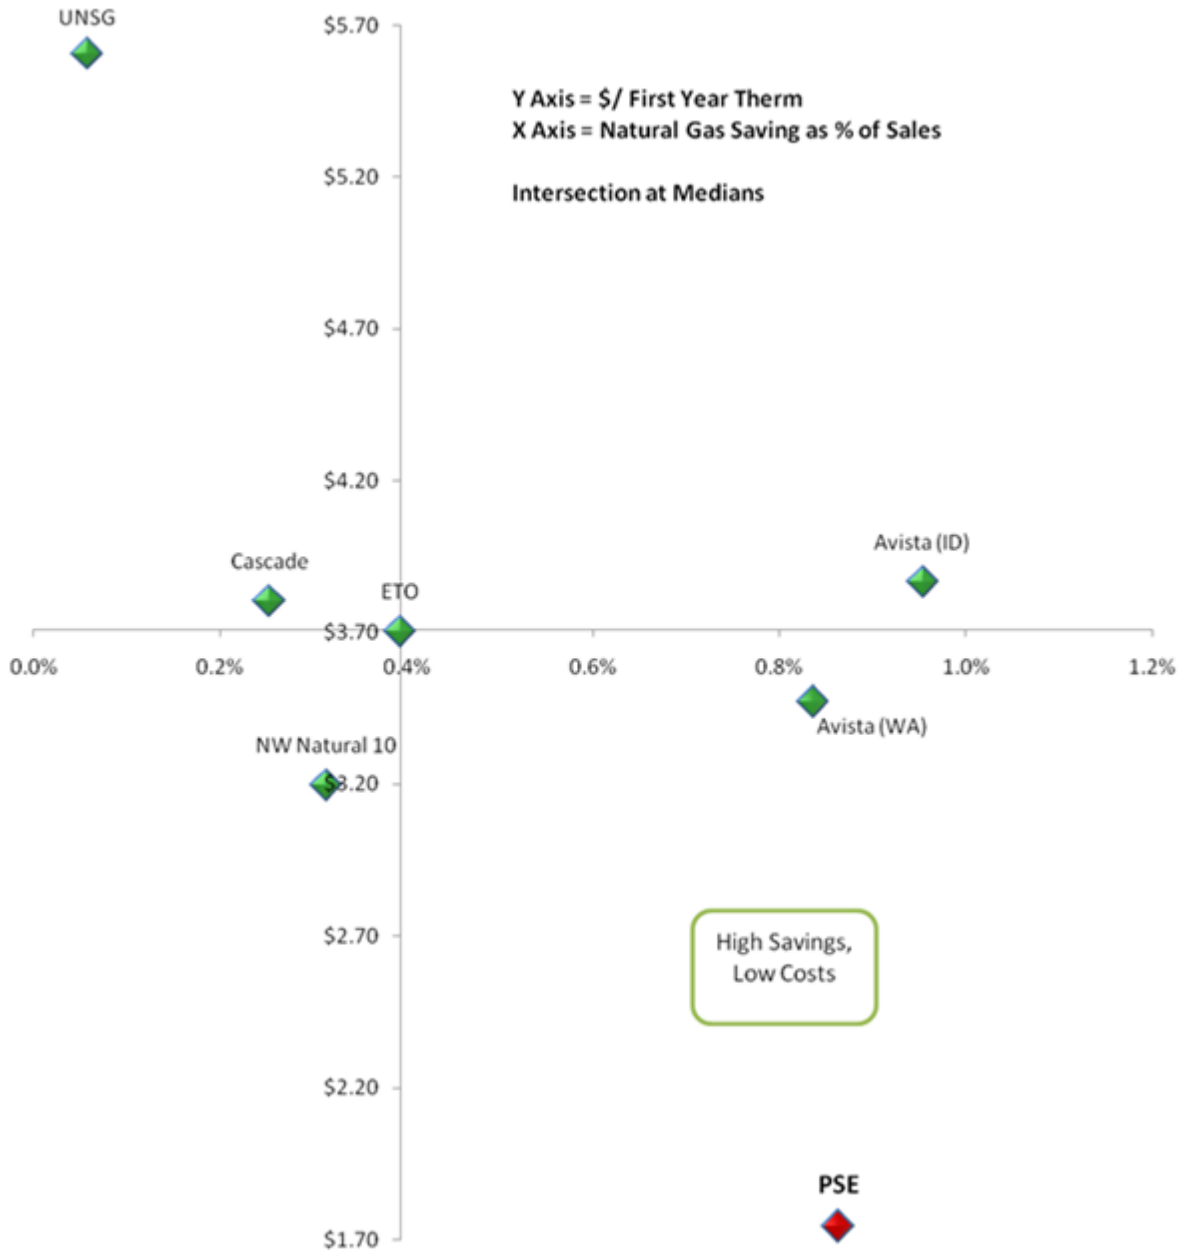 UNSG
$5.70
Y Axis = $/ First Year Therm
X Axis = Natural Gas Saving as % of Sales
$5.20
Intersection at Medians
$4.70
$4.20
Avista (ID)
Cascade
ETO
$3.70
0.0%
0.2%
0.4%
0.6%
0.8%
1.0%
1.2%
Avista (WA)
NW Natural 10
$3.20
$2.70
High Savings,
Low Costs
$2.20
PSE
$1.70